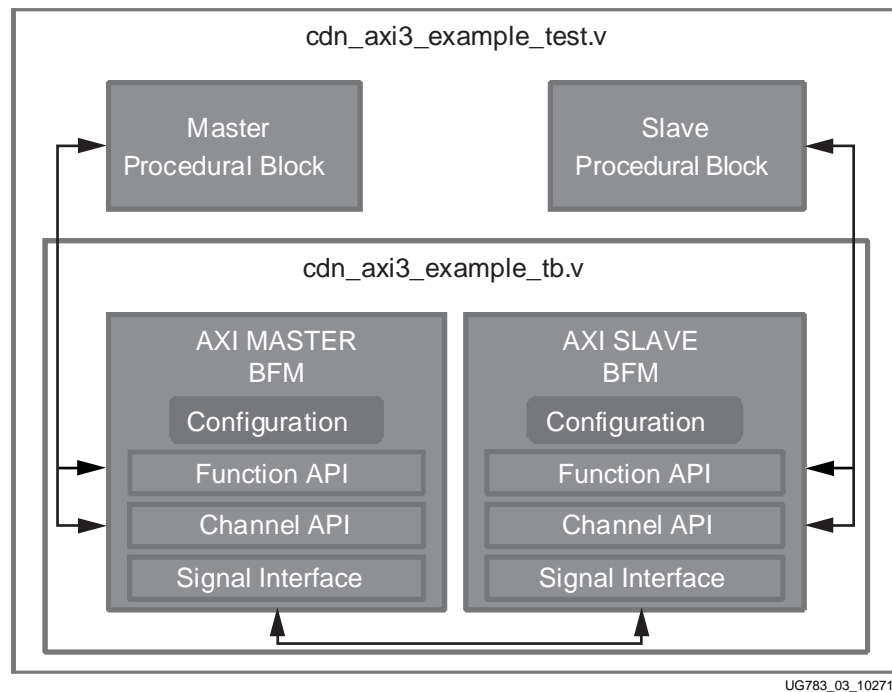 cdn_axi3_example_test.v
Master
Procedural Block
Slave
Procedural Block
cdn_axi3_example_tb.v
AXI MASTER
BFM
Configuration
Function API
Channel API
Signal Interface
AXI SLAVE
BFM
Configuration
Function API
Channel API
Signal Interface
UG783_03_10271